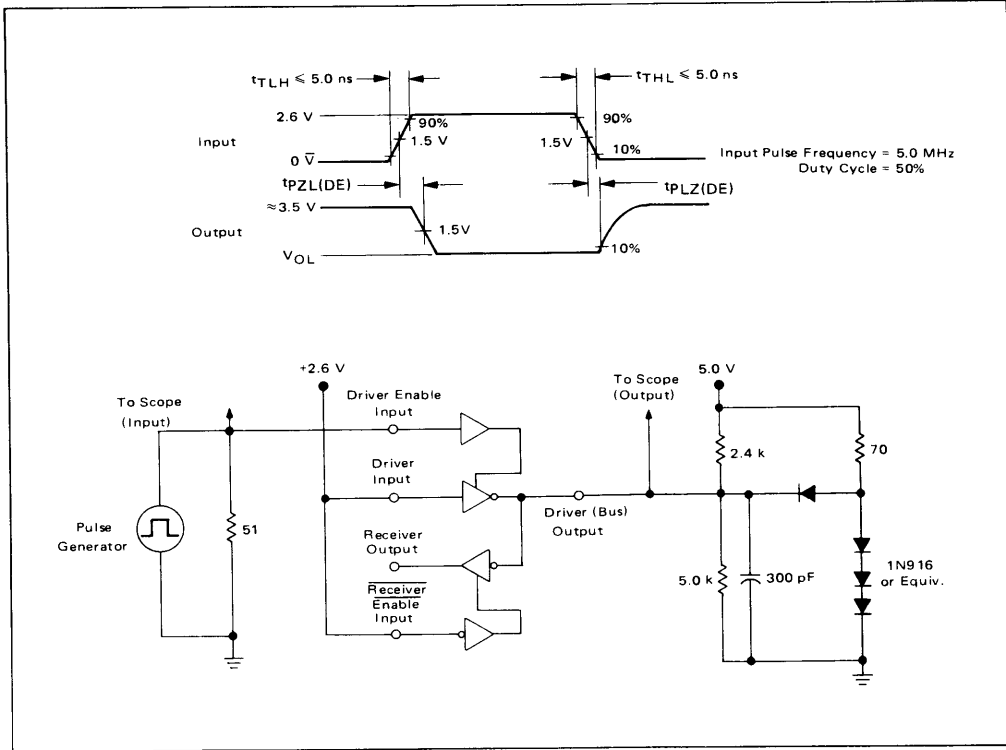 tTLH ≤ 5.0 ns
tTHL ≤ 5.0 ns
2.6 V
90%
90%
Input
1.5 V
1.5V
10%
0 V
Input Pulse Frequency = 5.0 MHz
Duty Cycle = 50%
tPZL(DE)
tPLZ(DE)
≈3.5 V
Output
1.5V
VOL
10%
+2.6 V
5.0 V
To Scope
(Input)
Driver Enable
Input
To Scope
(Output)
2.4 k
70
Driver
Input
Pulse
Generator
51
Driver (Bus)
Output
Receiver
Output
5.0 k
300 pF
1N916
or Equiv.
Receiver
Enable
Input